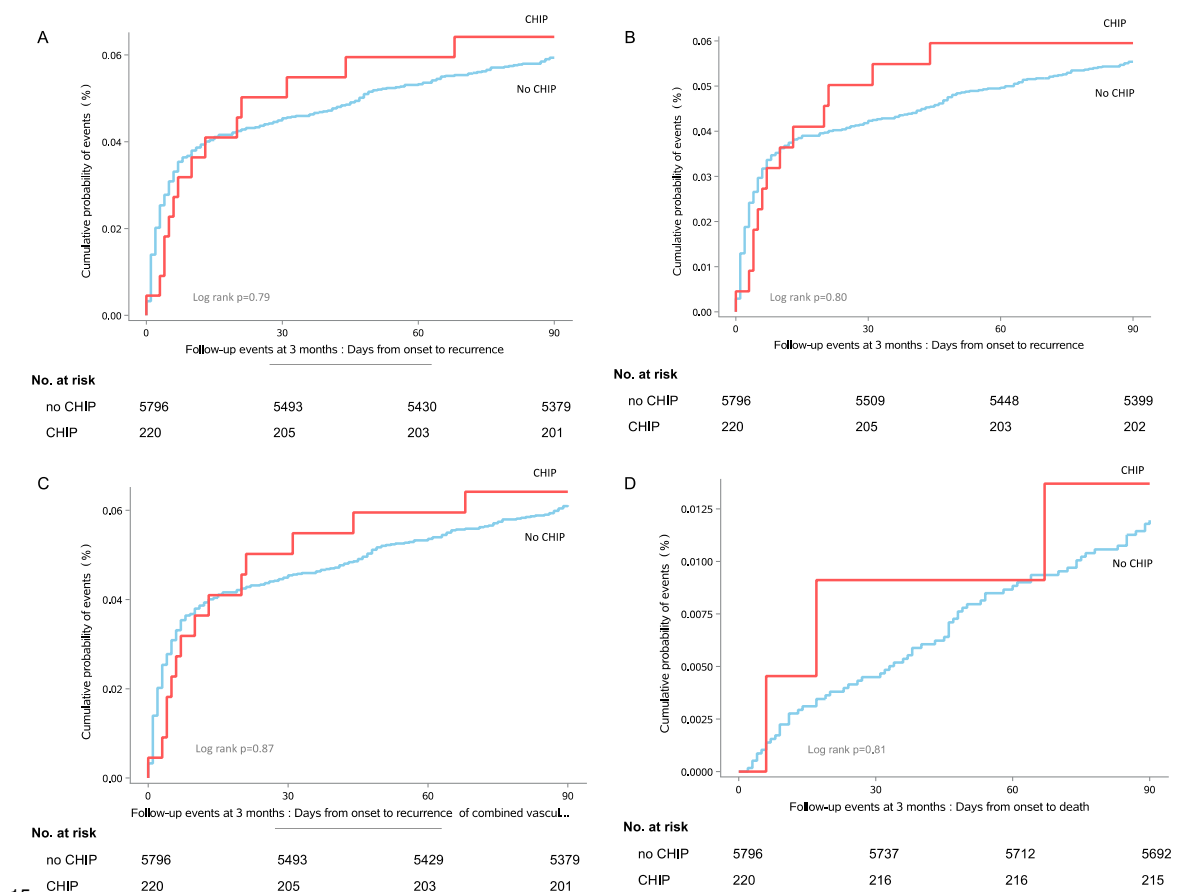 A
CHIP
No CHIP
Cumulative probability of events (%)
0.06
0.04
0.02
0.00
Log rank p=0.79
0 30 60 90
Follow-up events at 3 months : Days from onset to recurrence
No. at risk
no CHIP 5796 5493 5430 5379
CHIP 220 205 203 201
B
CHIP
No CHIP
Cumulative probability of events (%)
0.06
0.05
0.04
0.03
0.02
0.01
0.00
Log rank p=0.80
0 30 60 90
Follow-up events at 3 months : Days from onset to recurrence
No. at risk
no CHIP 5796 5509 5448 5399
CHIP 220 205 203 202
C
CHIP
No CHIP
Cumulative probability of events (%)
0.06
0.04
0.02
0.00
Log rank p=0.87
0 30 60 90
Follow-up events at 3 months : Days from onset to recurrence of combined vascul...
No. at risk
no CHIP 5796 5493 5429 5379
CHIP 220 205 203 201
D
CHIP
No CHIP
Cumulative probability of events (%)
0.0125
0.0100
0.0075
0.0050
0.0025
0.0000
Log rank p=0.81
0 30 60 90
Follow-up events at 3 months : Days from onset to death
No. at risk
no CHIP 5796 5737 5712 5692
CHIP 220 216 216 215